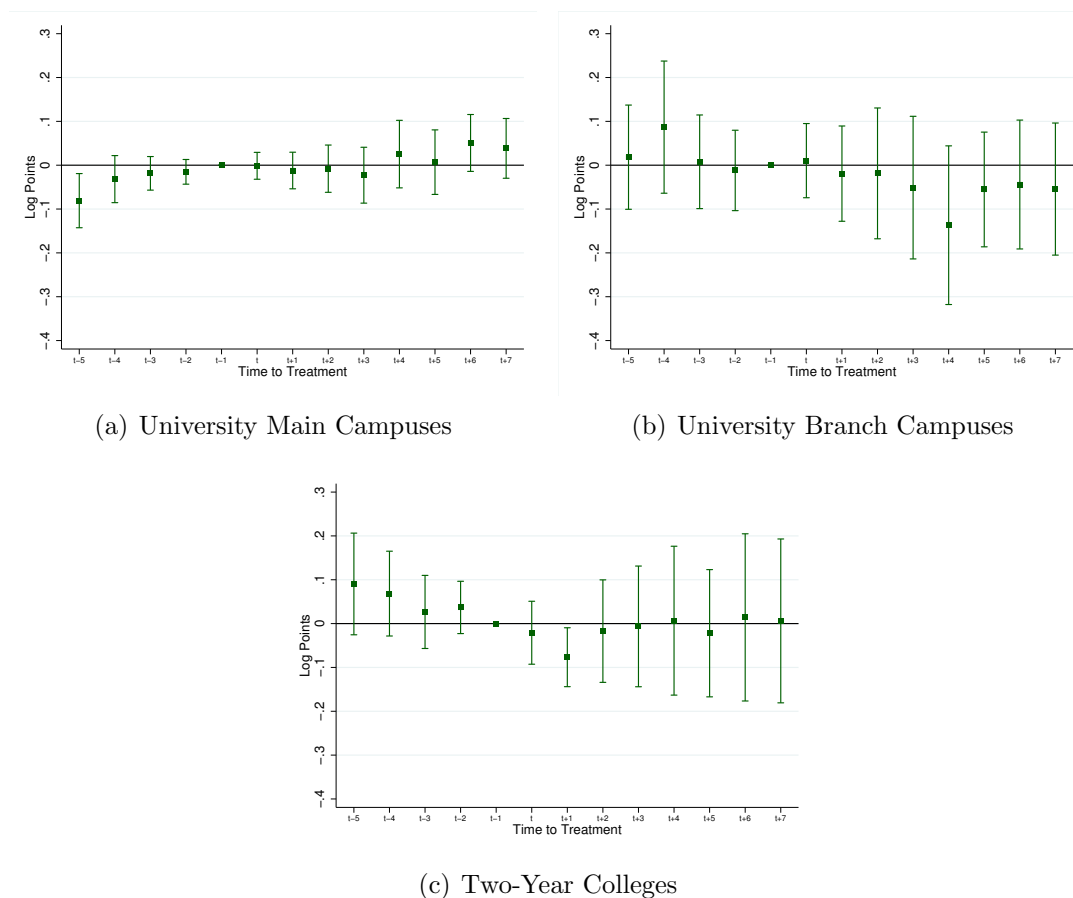 .3
.2
.1
0
−.1
−.2
−.3
−.4
Log Points
t−5 t−4 t−3 t−2 t−1 t t+1 t+2 t+3 t+4 t+5 t+6 t+7
Time to Treatment
(a) University Main Campuses
.3
.2
.1
0
−.1
−.2
−.3
−.4
Log Points
t−5 t−4 t−3 t−2 t−1 t t+1 t+2 t+3 t+4 t+5 t+6 t+7
Time to Treatment
(b) University Branch Campuses
.3
.2
.1
0
−.1
−.2
−.3
−.4
Log Points
t−5 t−4 t−3 t−2 t−1 t t+1 t+2 t+3 t+4 t+5 t+6 t+7
Time to Treatment
(c) Two-Year Colleges